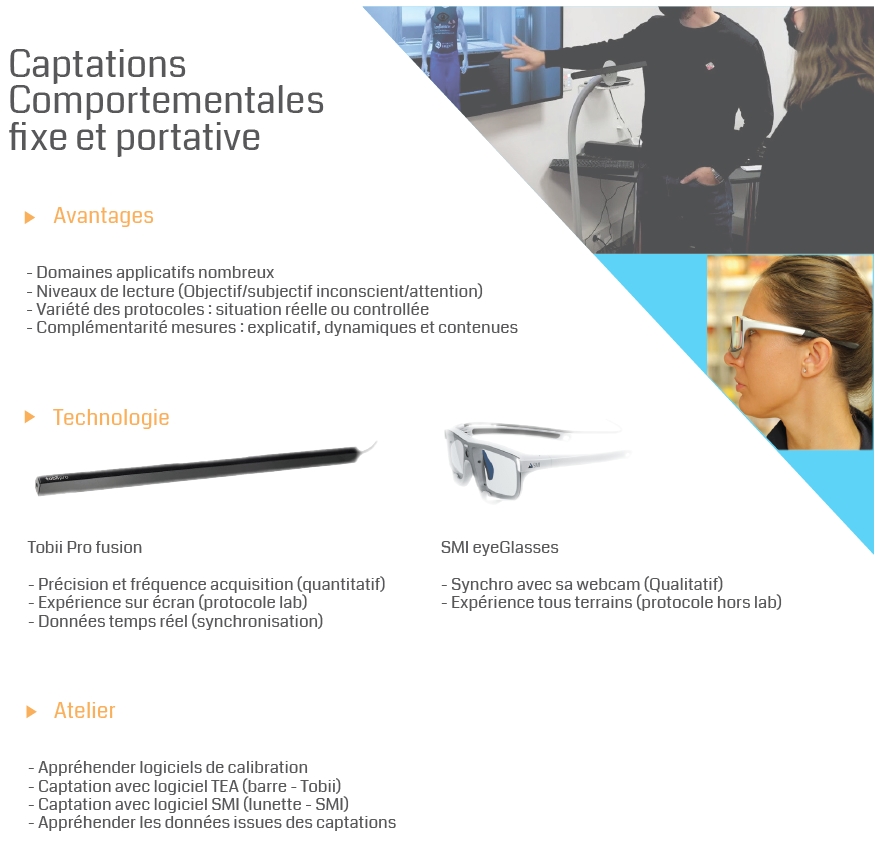 Captations
Comportementales
fixe et portative
Avantages
- Domaines applicatifs nombreux
- Niveaux de lecture (Objectif/subjectif inconscient/attention)
- Variété des protocoles : situation réelle ou controllée
- Complémentarité mesures : explicatif, dynamiques et contenues
Technologie
tobii pro
SMI
Tobii Pro fusion
- Précision et fréquence acquisition (quantitatif)
- Expérience sur écran (protocole lab)
- Données temps réel (synchronisation)
SMI eyeGlasses
- Synchro avec sa webcam (Qualitatif)
- Expérience tous terrains (protocole hors lab)
Atelier
- Appréhender logiciels de calibration
- Captation avec logiciel TEA (barre - Tobii)
- Captation avec logiciel SMI (lunette - SMI)
- Appréhender les données issues des captations